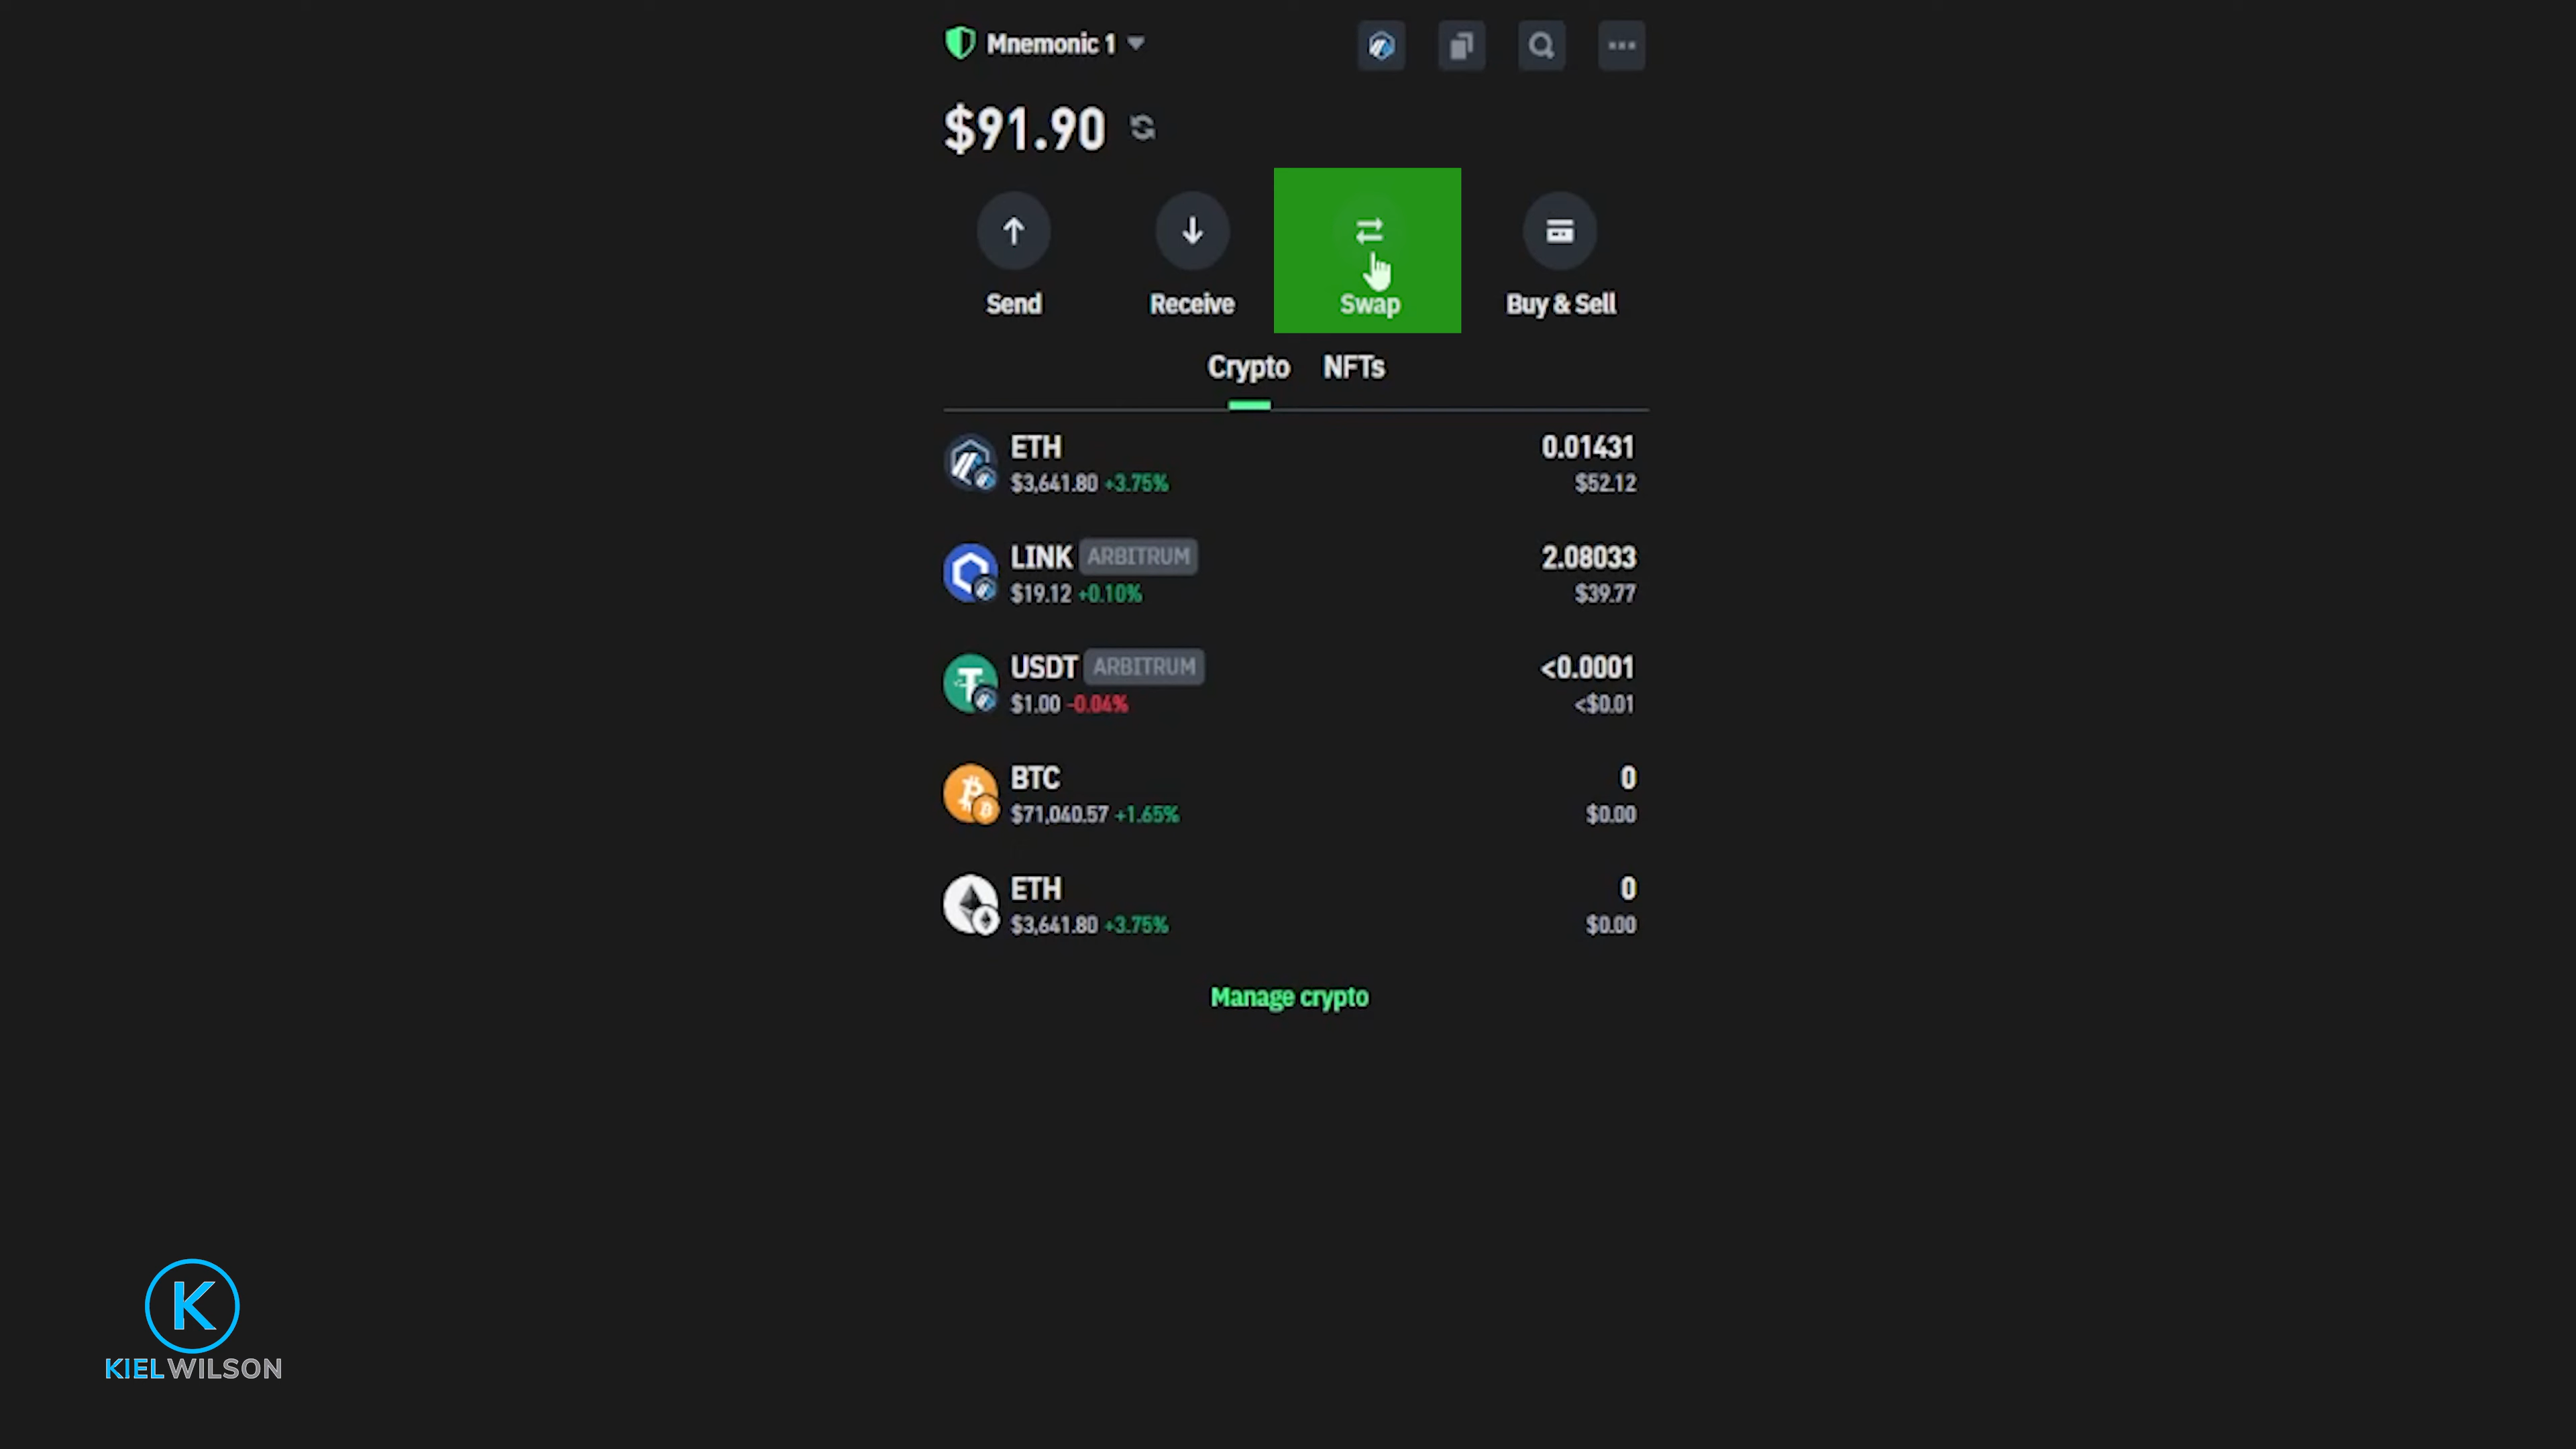 Mnemonic 1
$91.90
Send
Receive
Swap
Buy & Sell
Crypto
NFTs
ETH
0.01431
$3,641.80 +3.75%
$52.12
LINK ARBITRUM
2.08033
$19.12 +0.10%
$39.77
USDT ARBITRUM
<0.0001
$1.00 -0.04%
<$0.01
BTC
0
$71,040.57 +1.65%
$0.00
ETH
0
$3,641.80 +3.75%
$0.00
Manage crypto
K
KIELWILSON